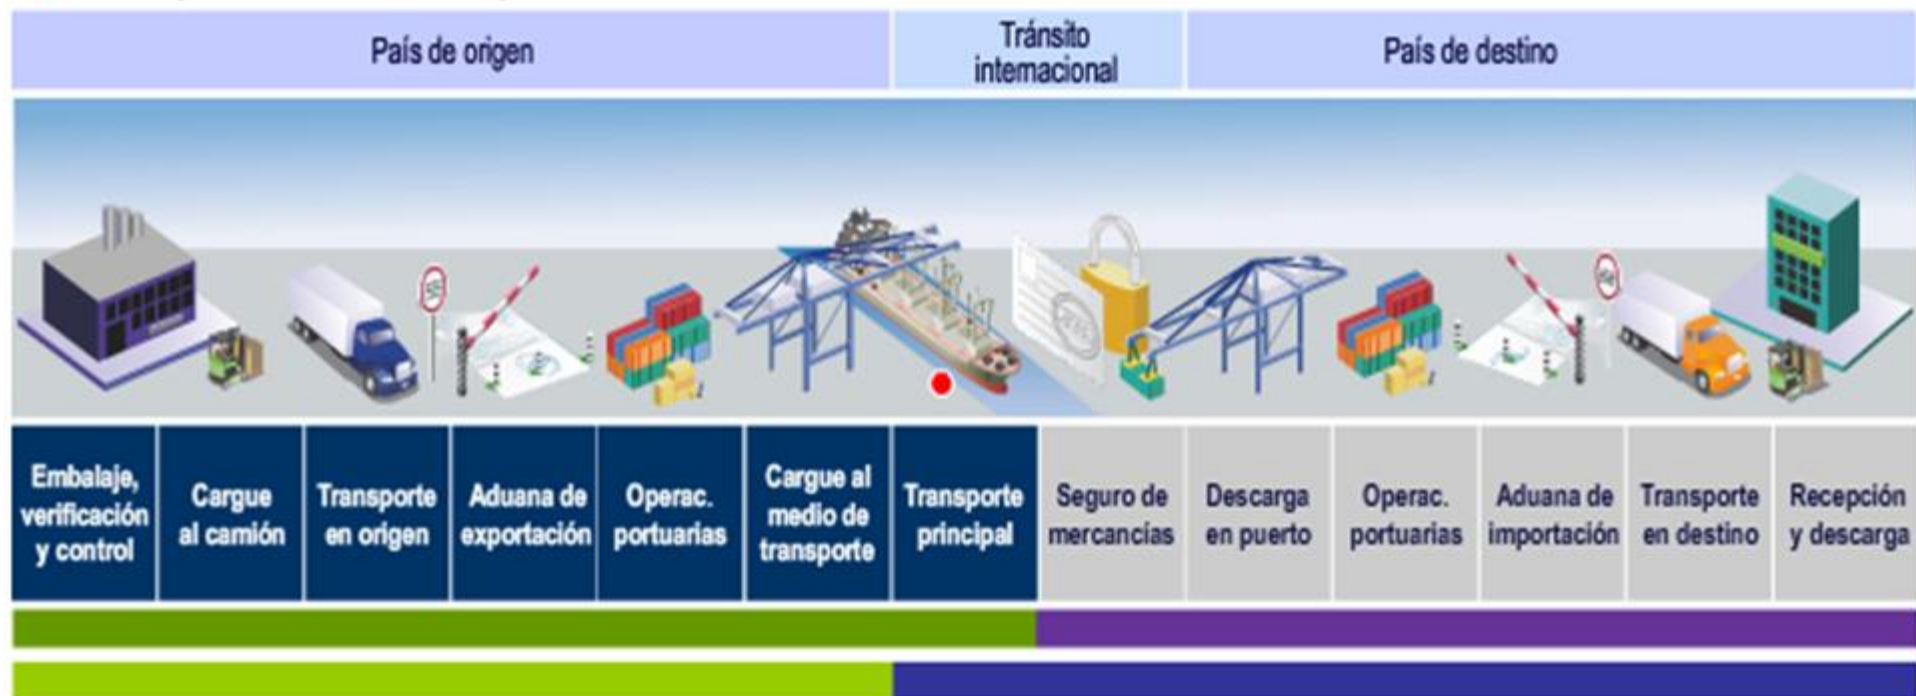 País de origen
Tránsito
internacional
País de destino
Embalaje,
verificación
y control
Cargue
al camión
Transporte
en origen
Aduana de
exportación
Operac.
portuarias
Cargue al
medio de
transporte
Transporte
principal
Seguro de
mercancías
Descarga
en puerto
Operac.
portuarias
Aduana de
importación
Transporte
en destino
Recepción
y descarga